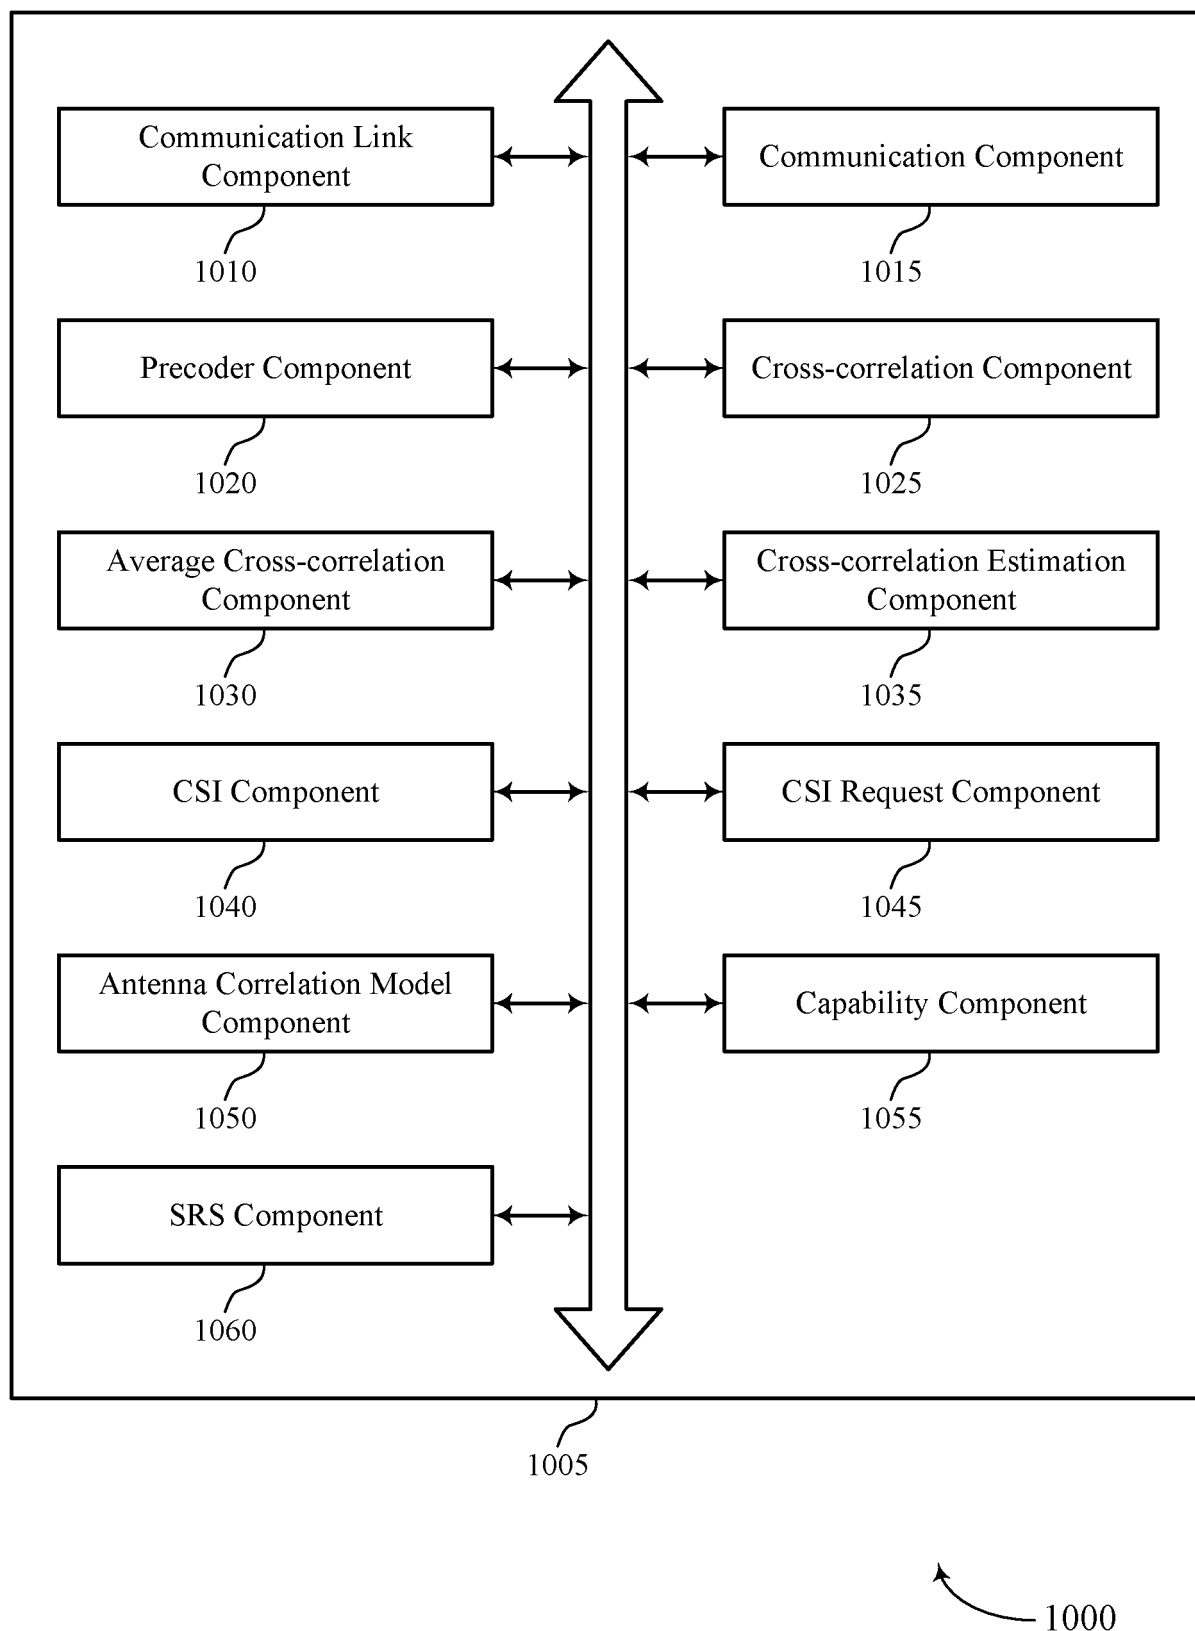 Communication Link
Component
1010
Communication Component
1015
Precoder Component
1020
Cross-correlation Component
1025
Average Cross-correlation
Component
1030
Cross-correlation Estimation
Component
1035
CSI Component
1040
CSI Request Component
1045
Antenna Correlation Model
Component
1050
Capability Component
1055
SRS Component
1060
1005
1000